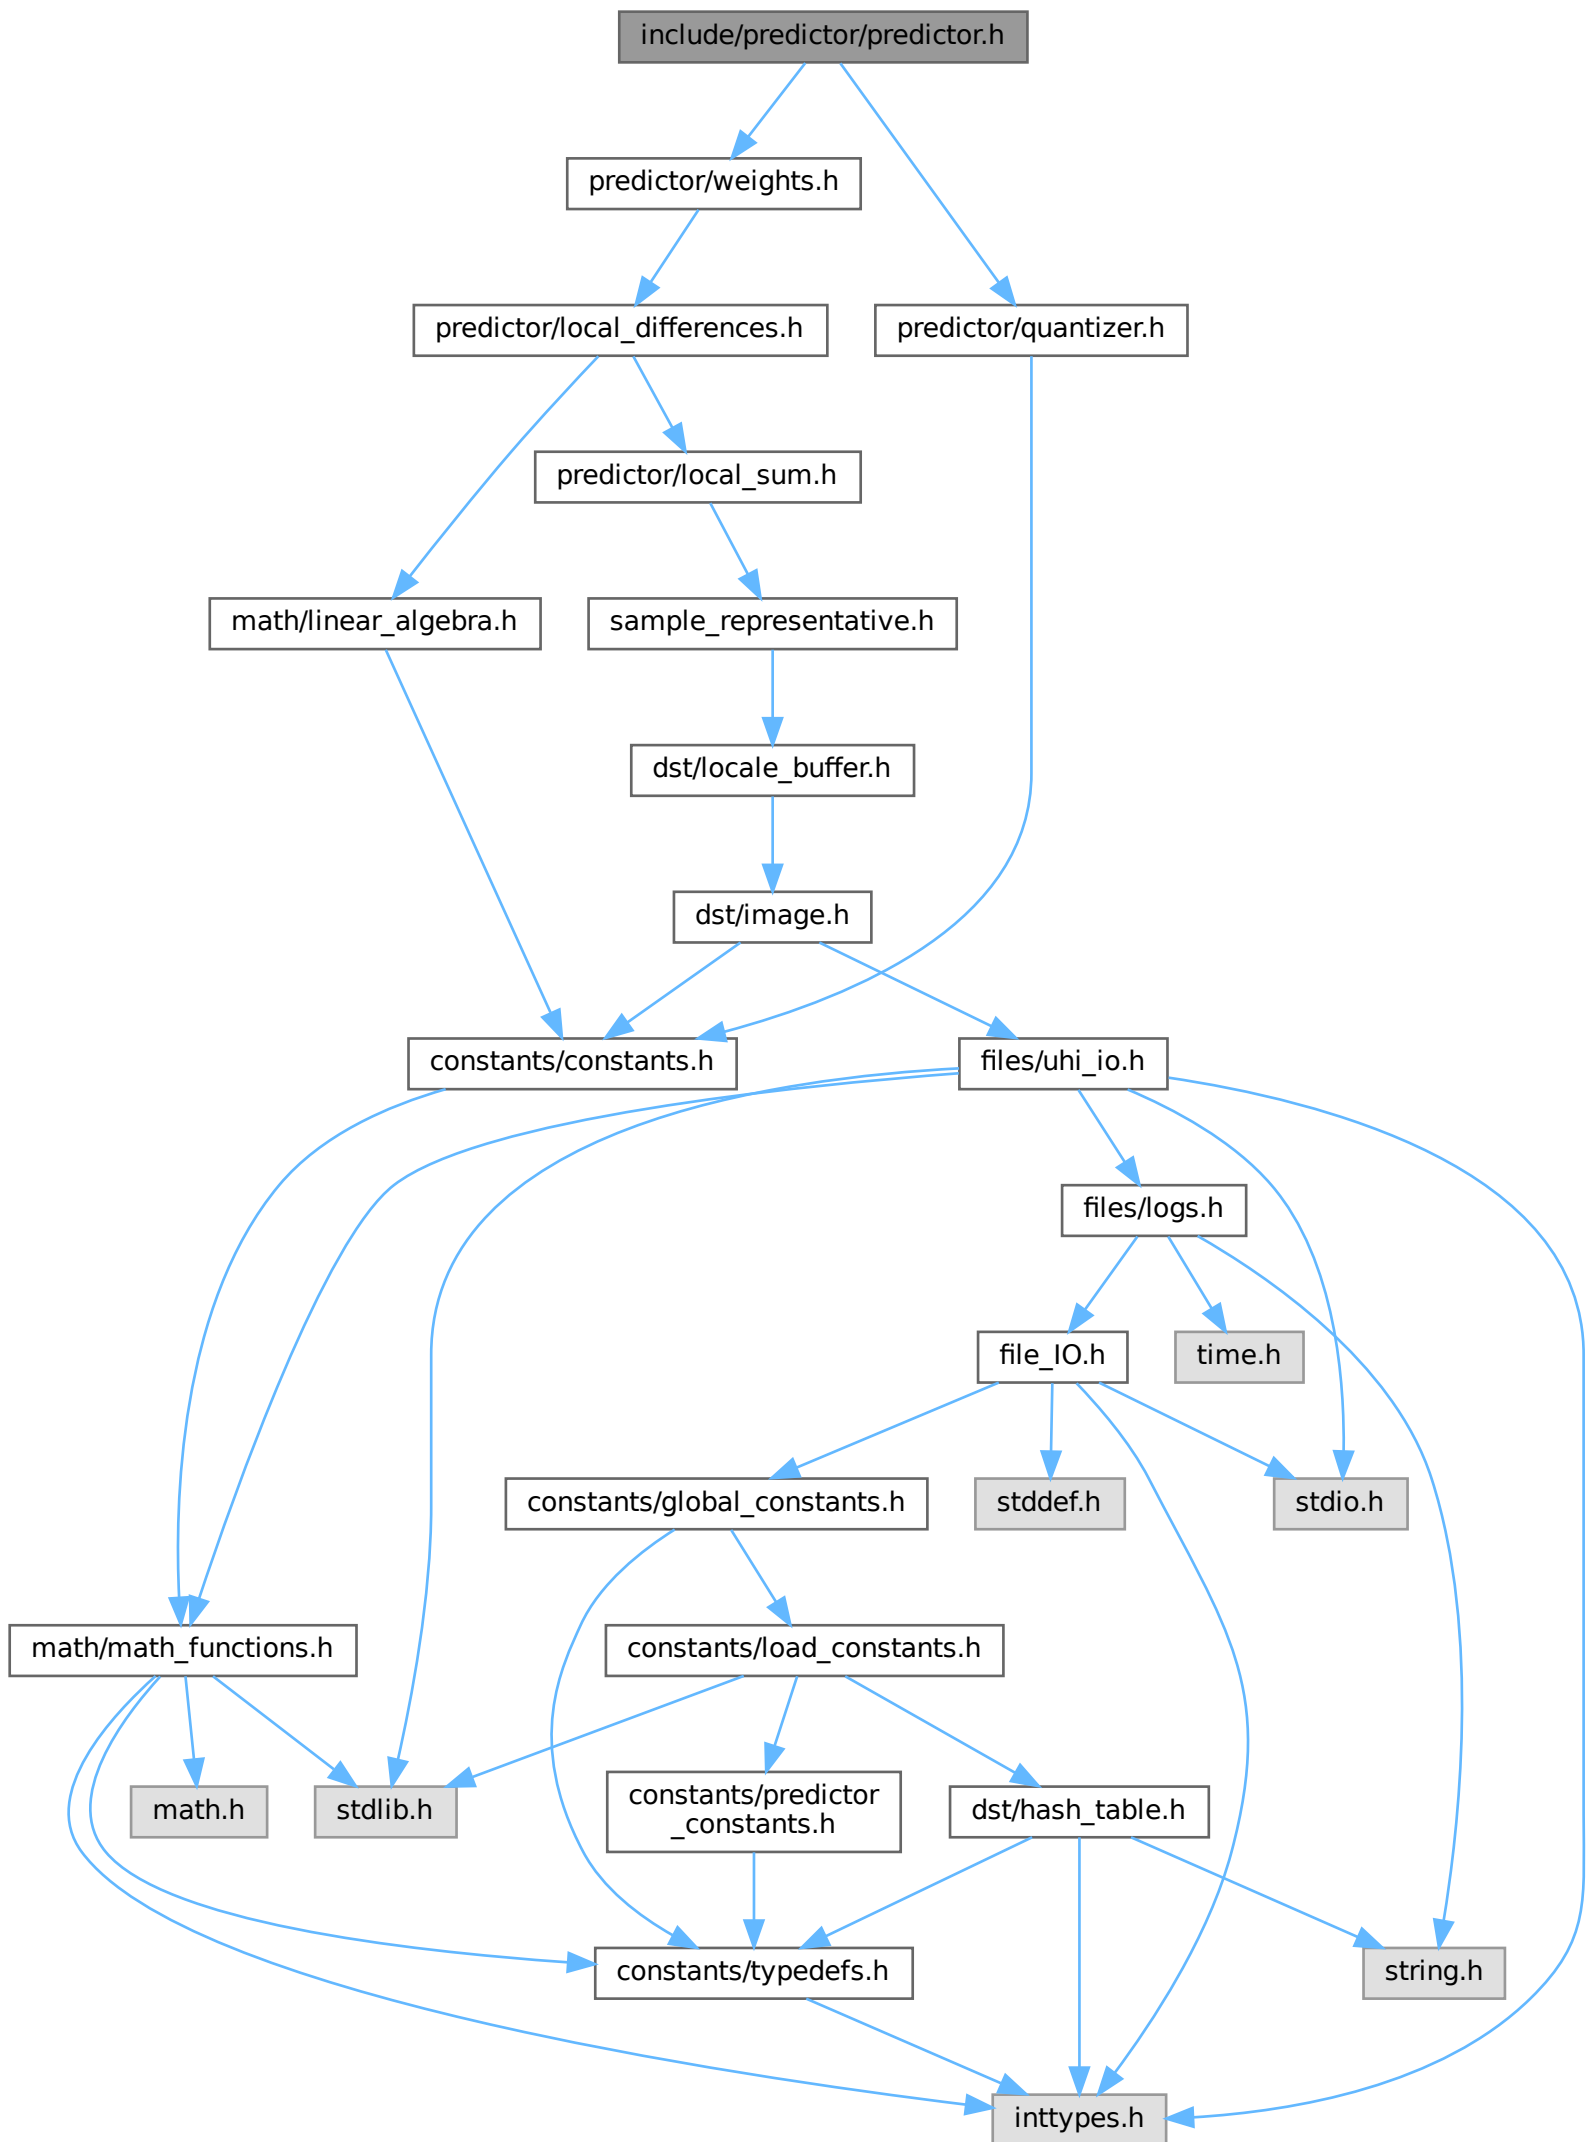 include/predictor/predictor.h
predictor/weights.h
predictor/local_differences.h
predictor/quantizer.h
predictor/local_sum.h
math/linear_algebra.h
sample_representative.h
dst/locale_buffer.h
dst/image.h
constants/constants.h
files/uhi_io.h
files/logs.h
file_IO.h
time.h
constants/global_constants.h
stddef.h
stdio.h
math/math_functions.h
constants/load_constants.h
math.h
stdlib.h
constants/predictor
_constants.h
dst/hash_table.h
constants/typedefs.h
string.h
inttypes.h